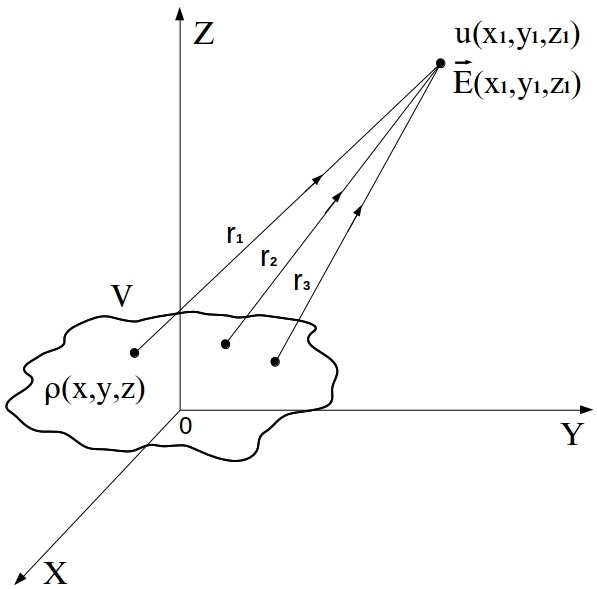 Z
u(x₁,y₁,z₁)
E(x₁,y₁,z₁)
r₁
r₂
r₃
V
ρ(x,y,z)
0
Y
X